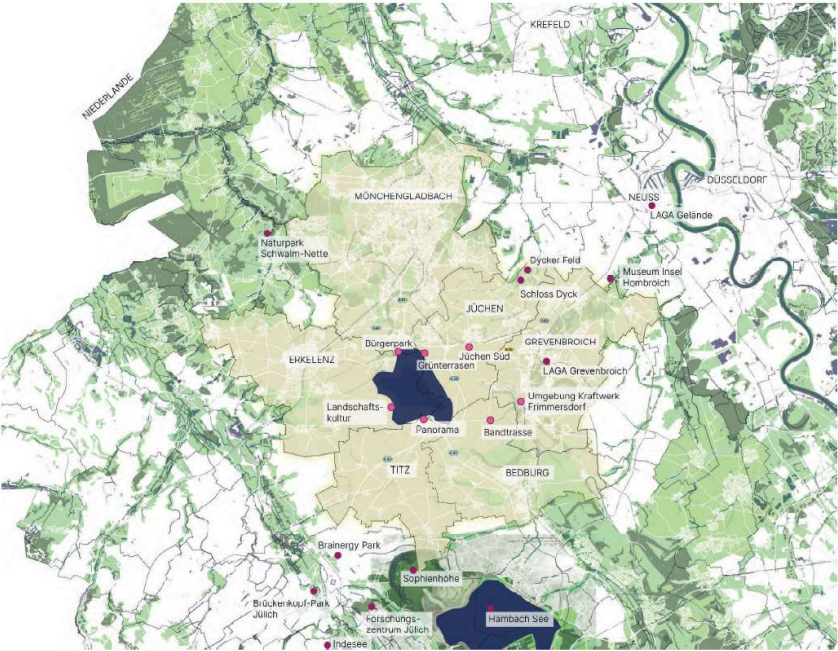 KREFELD
NIEDERLANDE
DÜSSELDORF
MÖNCHENGLADBACH
NEUSS
LAGA Gelände
Naturpark
Schwalm-Nette
Dycker Feld
Museum Insel
Hombroich
Schloss Dyck
JÜCHEN
Bürgerpark
GREVENBROICH
ERKELENZ
Jüchen Süd
Grünterrasen
LAGA Grevenbroich
Umgebung Kraftwerk
Frimmersdorf
Landschafts-
kultur
Panorama
Bandtrasse
TITZ
BEDBURG
Brainergy Park
Sophienhöhe
Brückenkopf-Park
Jülich
Forschungs-
zentrum Jülich
Hambach See
Indesee